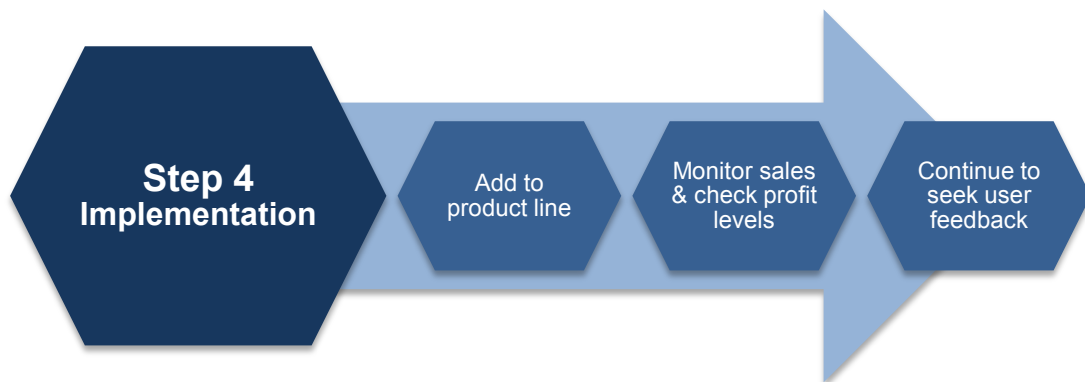 Step 4
Implementation
Add to
product line
Monitor sales
& check profit
levels
Continue to
seek user
feedback